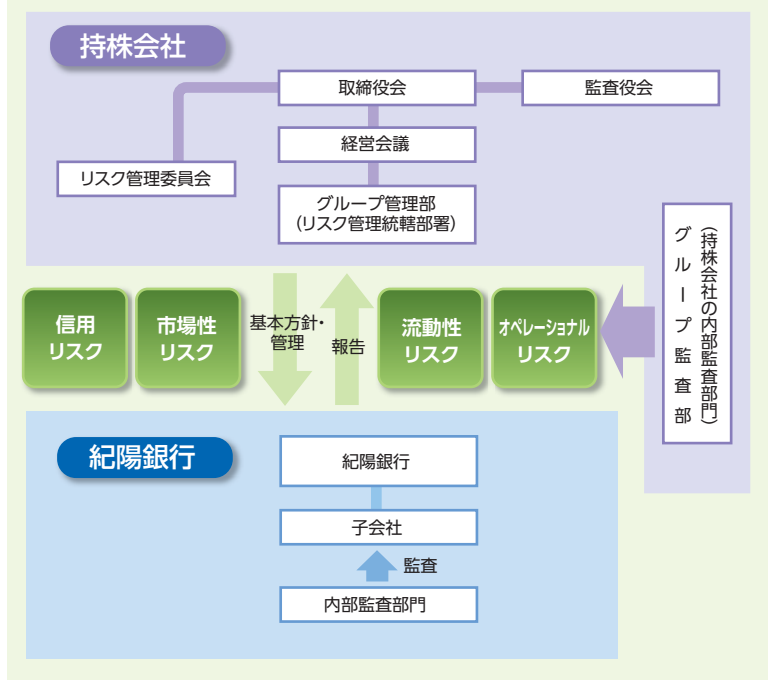 持株会社
取締役会
監査役会
経営会議
リスク管理委員会
グループ管理部
(リスク管理統轄部署)
グループ監査部
(持株会社の内部監査部門)
信用
リスク
市場性
リスク
基本方針・
管理
報告
流動性
リスク
オペレーショナル
リスク
紀陽銀行
紀陽銀行
子会社
監査
内部監査部門